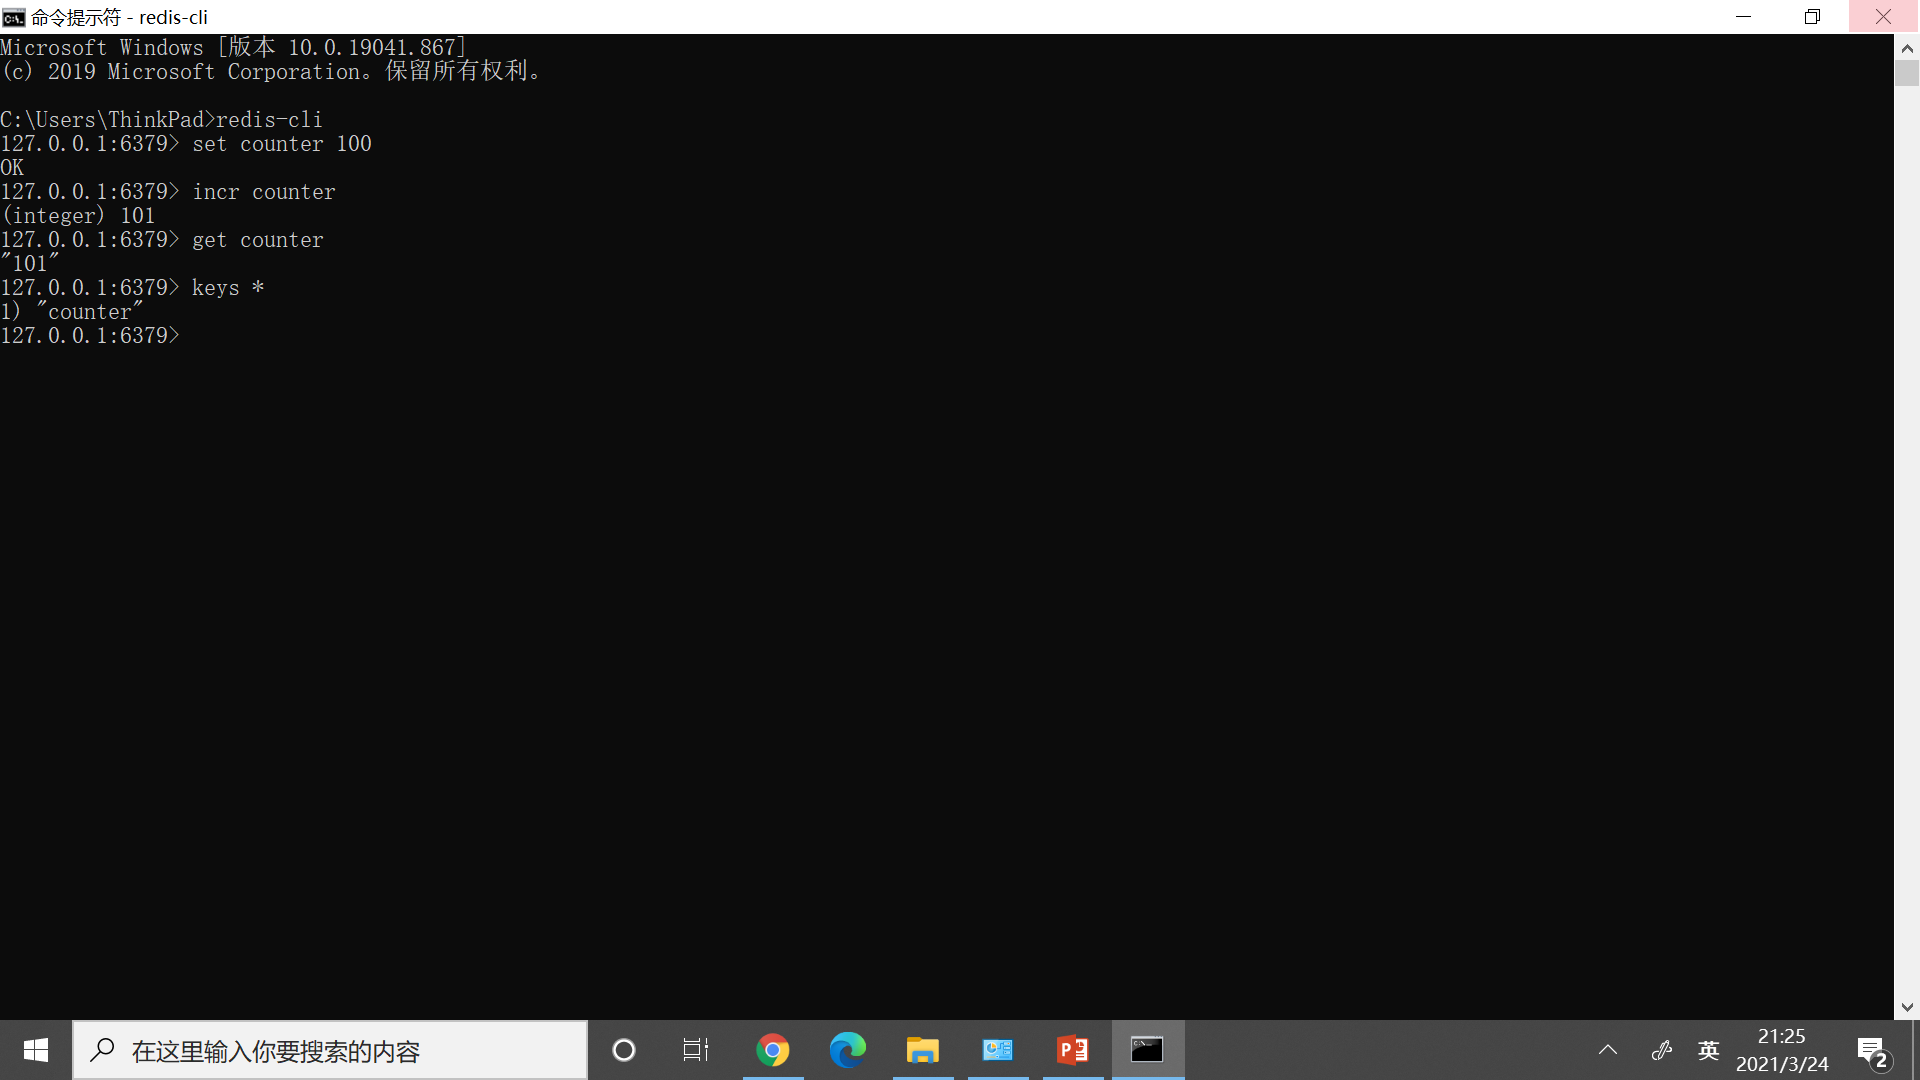 命令提示符 - redis-cli
Microsoft Windows [版本 10.0.19041.867]
(c) 2019 Microsoft Corporation。保留所有权利。
C:\Users\ThinkPad>redis-cli
127.0.0.1:6379> set counter 100
OK
127.0.0.1:6379> incr counter
(integer) 101
127.0.0.1:6379> get counter
"101"
127.0.0.1:6379> keys *
1) "counter"
127.0.0.1:6379>
在这里输入你要搜索的内容
英
21:25
2021/3/24
2